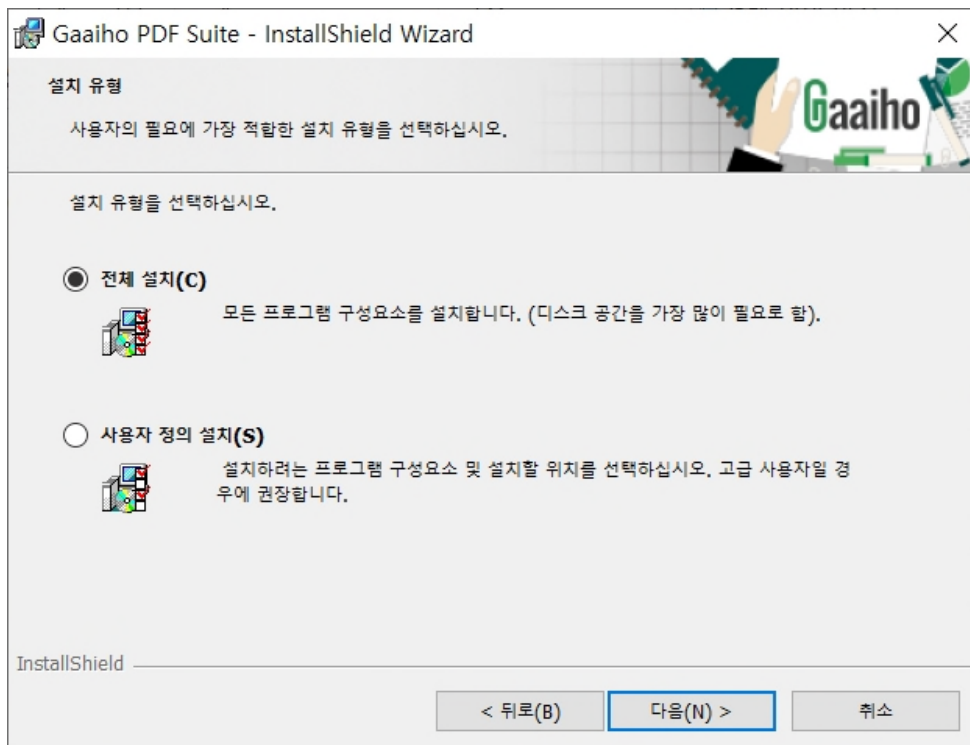 Gaaiho PDF Suite - InstallShield Wizard
설치 유형
사용자의 필요에 가장 적합한 설치 유형을 선택하십시오.
Gaaiho
설치 유형을 선택하십시오.
전체 설치(C)
모든 프로그램 구성요소를 설치합니다. (디스크 공간을 가장 많이 필요로 함).
사용자 정의 설치(S)
설치하려는 프로그램 구성요소 및 설치할 위치를 선택하십시오. 고급 사용자일 경
우에 권장합니다.
InstallShield
< 뒤로(B)
다음(N) >
취소